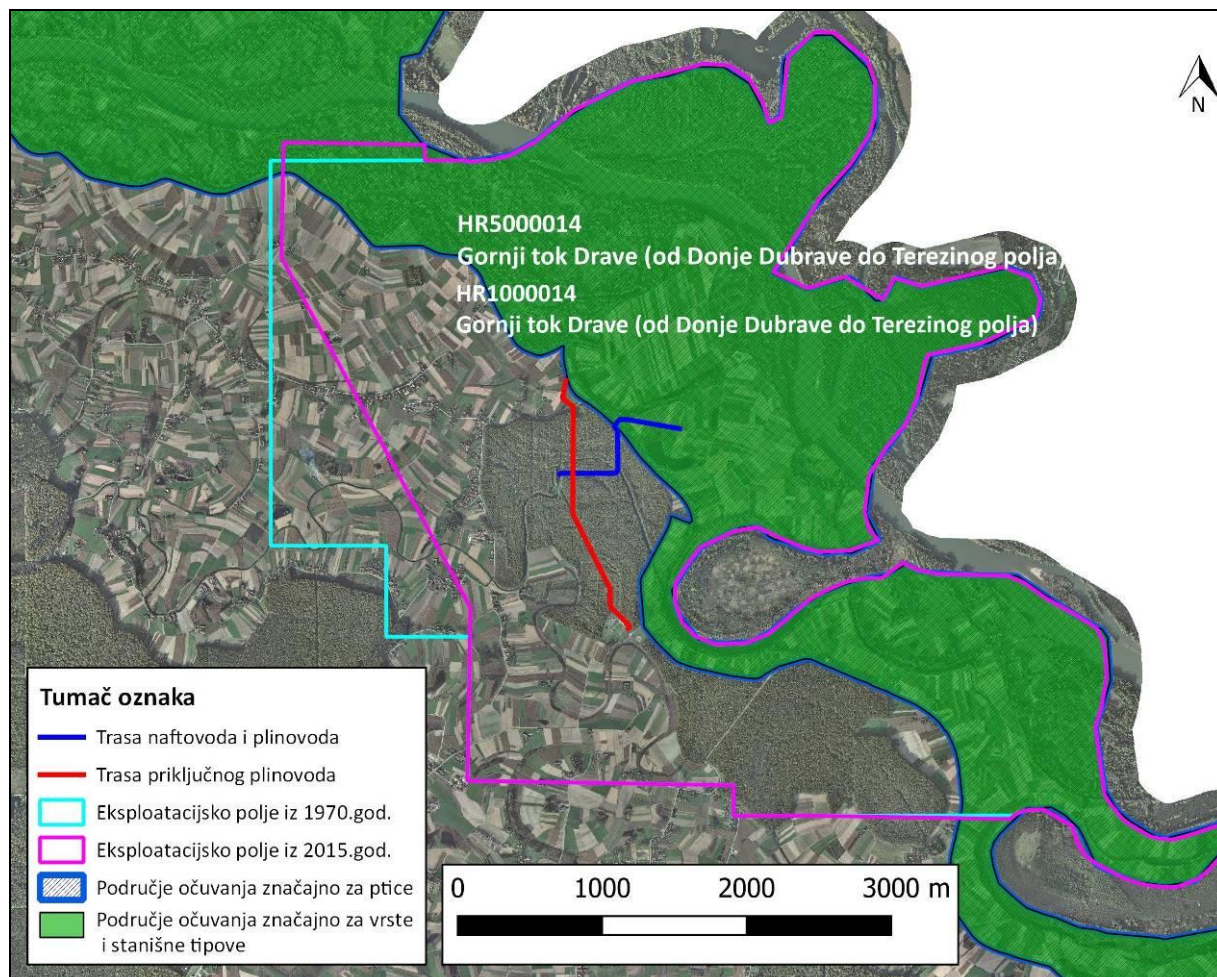 N
HR5000014
Gornji tok Drave (od Donje Dubrave do Terezinog polja)
HR1000014
Gornji tok Drave (od Donje Dubrave do Terezinog polja)
Tumač oznaka
Trasa naftovoda i plinovoda
Trasa priključnog plinovoda
Eksploatacijsko polje iz 1970.god.
Eksploatacijsko polje iz 2015.god.
Područje očuvanja značajno za ptice
Područje očuvanja značajno za vrste
i stanišne tipove
0 1000 2000 3000 m